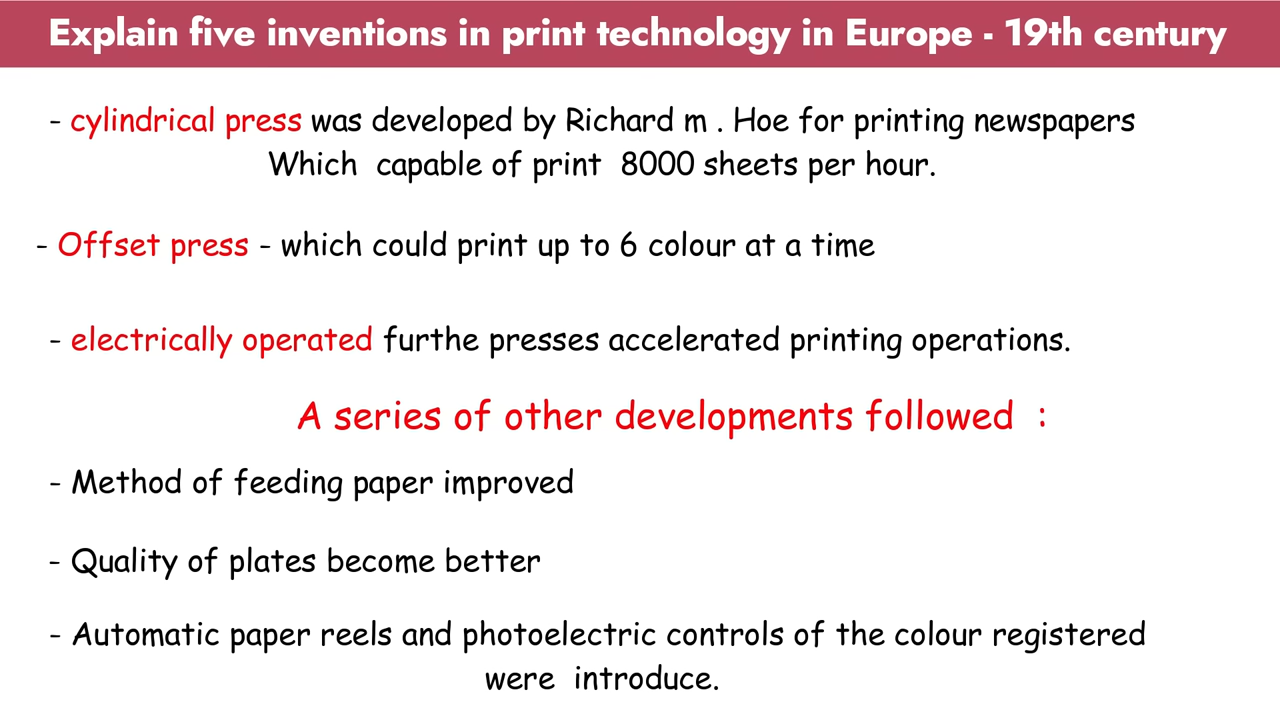 Explain five inventions in print technology in Europe - 19th century
- cylindrical press was developed by Richard m . Hoe for printing newspapers
Which capable of print 8000 sheets per hour.
- Offset press - which could print up to 6 colour at a time
- electrically operated furthe presses accelerated printing operations.
A series of other developments followed :
- Method of feeding paper improved
- Quality of plates become better
- Automatic paper reels and photoelectric controls of the colour registered
were introduce.